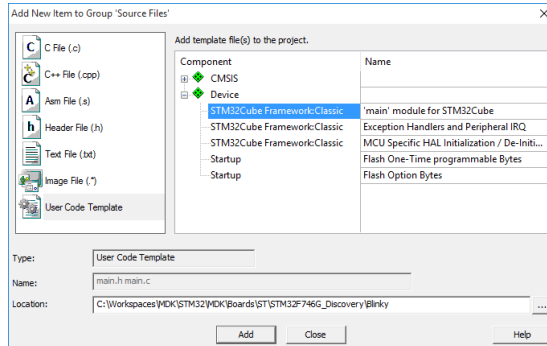 Add New Item to Group 'Source Files'
C File (.c)
C++ File (.cpp)
Asm File (.s)
Header File (.h)
Text File (.txt)
Image File (.*)
User Code Template
Add template file(s) to the project.
Component Name
CMSIS
Device
STM32Cube Framework:Classic 'main' module for STM32Cube
STM32Cube Framework:Classic Exception Handlers and Peripheral IRQ
STM32Cube Framework:Classic MCU Specific HAL Initialization / De-Initi...
Startup Flash One-Time programmable Bytes
Startup Flash Option Bytes
Type: User Code Template
Name: main.h main.c
Location: C:\Workspaces\MDK\STM32\MDK\Boards\ST\STM32F746G_Discovery\Blinky ...
Add Close Help